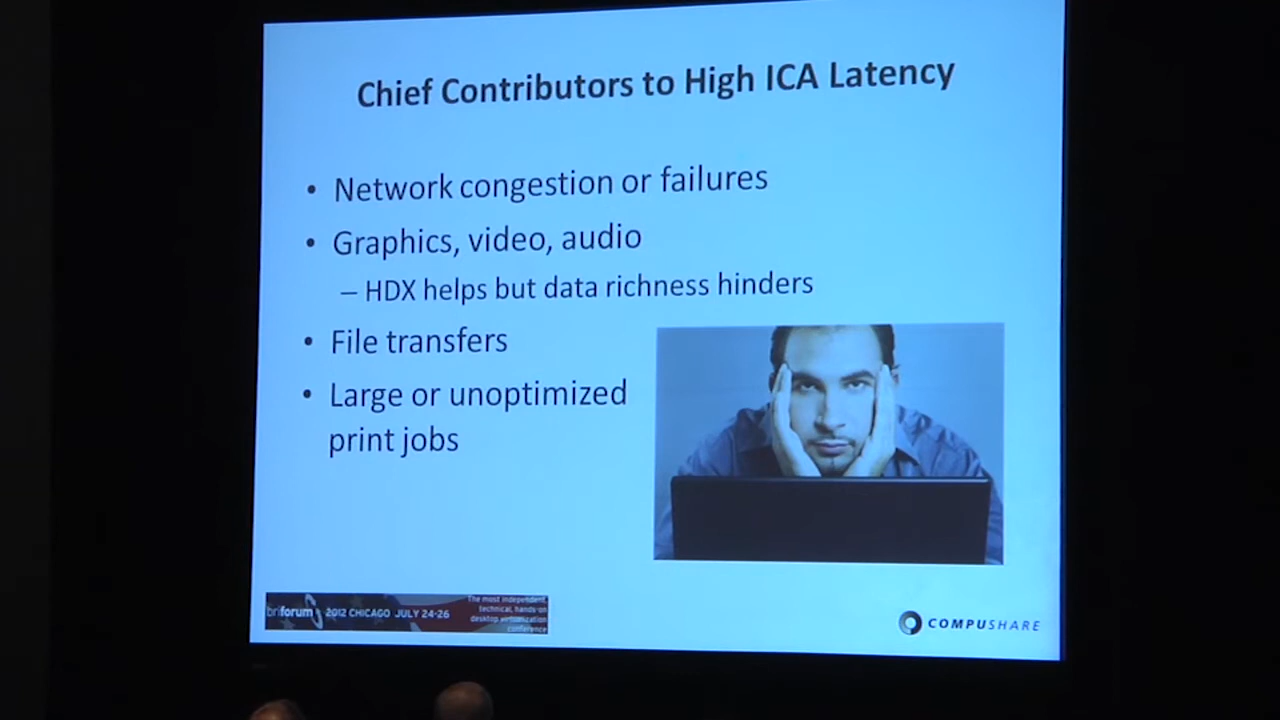 Chief Contributors to High ICA Latency
• Network congestion or failures
• Graphics, video, audio
– HDX helps but data richness hinders
• File transfers
• Large or unoptimized
print jobs
briforum 2012 CHICAGO JULY 24-26
The most independent,
technical, hands-on
desktop virtualization
conference
COMPUSHARE